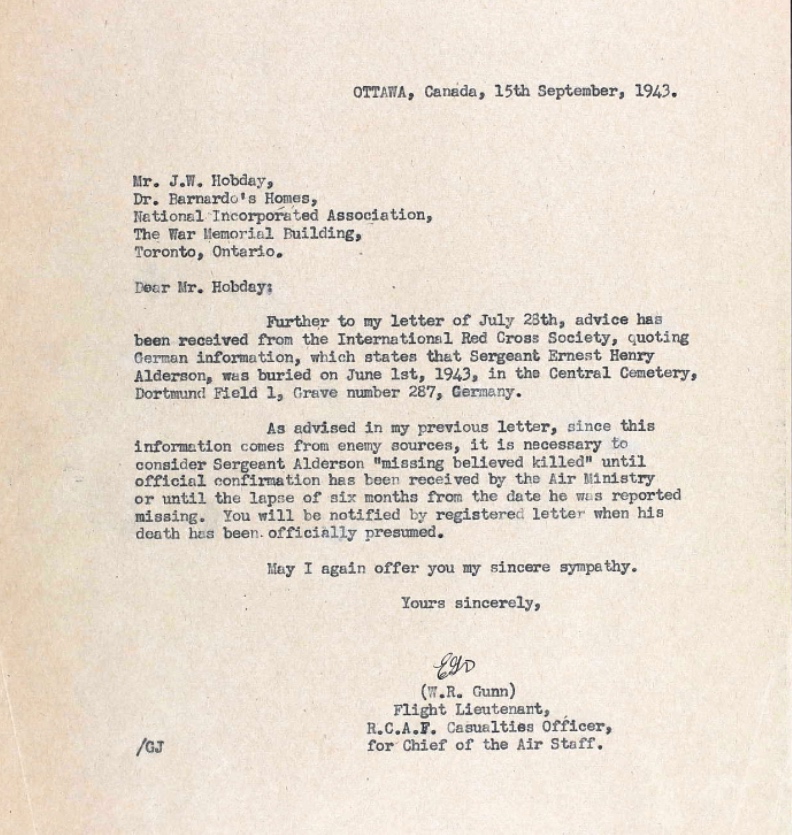 OTTAWA, Canada, 15th September, 1943.
Mr. J.W. Hobday,
Dr. Barnardo's Homes,
National Incorporated Association,
The War Memorial Building,
Toronto, Ontario.
Dear Mr. Hobday:
Further to my letter of July 28th, advice has
been received from the International Red Cross Society, quoting
German information, which states that Sergeant Ernest Henry
Alderson, was buried on June 1st, 1943, in the Central Cemetery,
Dortmund Field 1, Grave number 287, Germany.
As advised in my previous letter, since this
information comes from enemy sources, it is necessary to
consider Sergeant Alderson "missing believed killed" until
official confirmation has been received by the Air Ministry
or until the lapse of six months from the date he was reported
missing. You will be notified by registered letter when his
death has been officially presumed.
May I again offer you my sincere sympathy.
Yours sincerely,
(W.R. Gunn)
Flight Lieutenant,
R.C.A.F. Casualties Officer,
/GJ for Chief of the Air Staff.